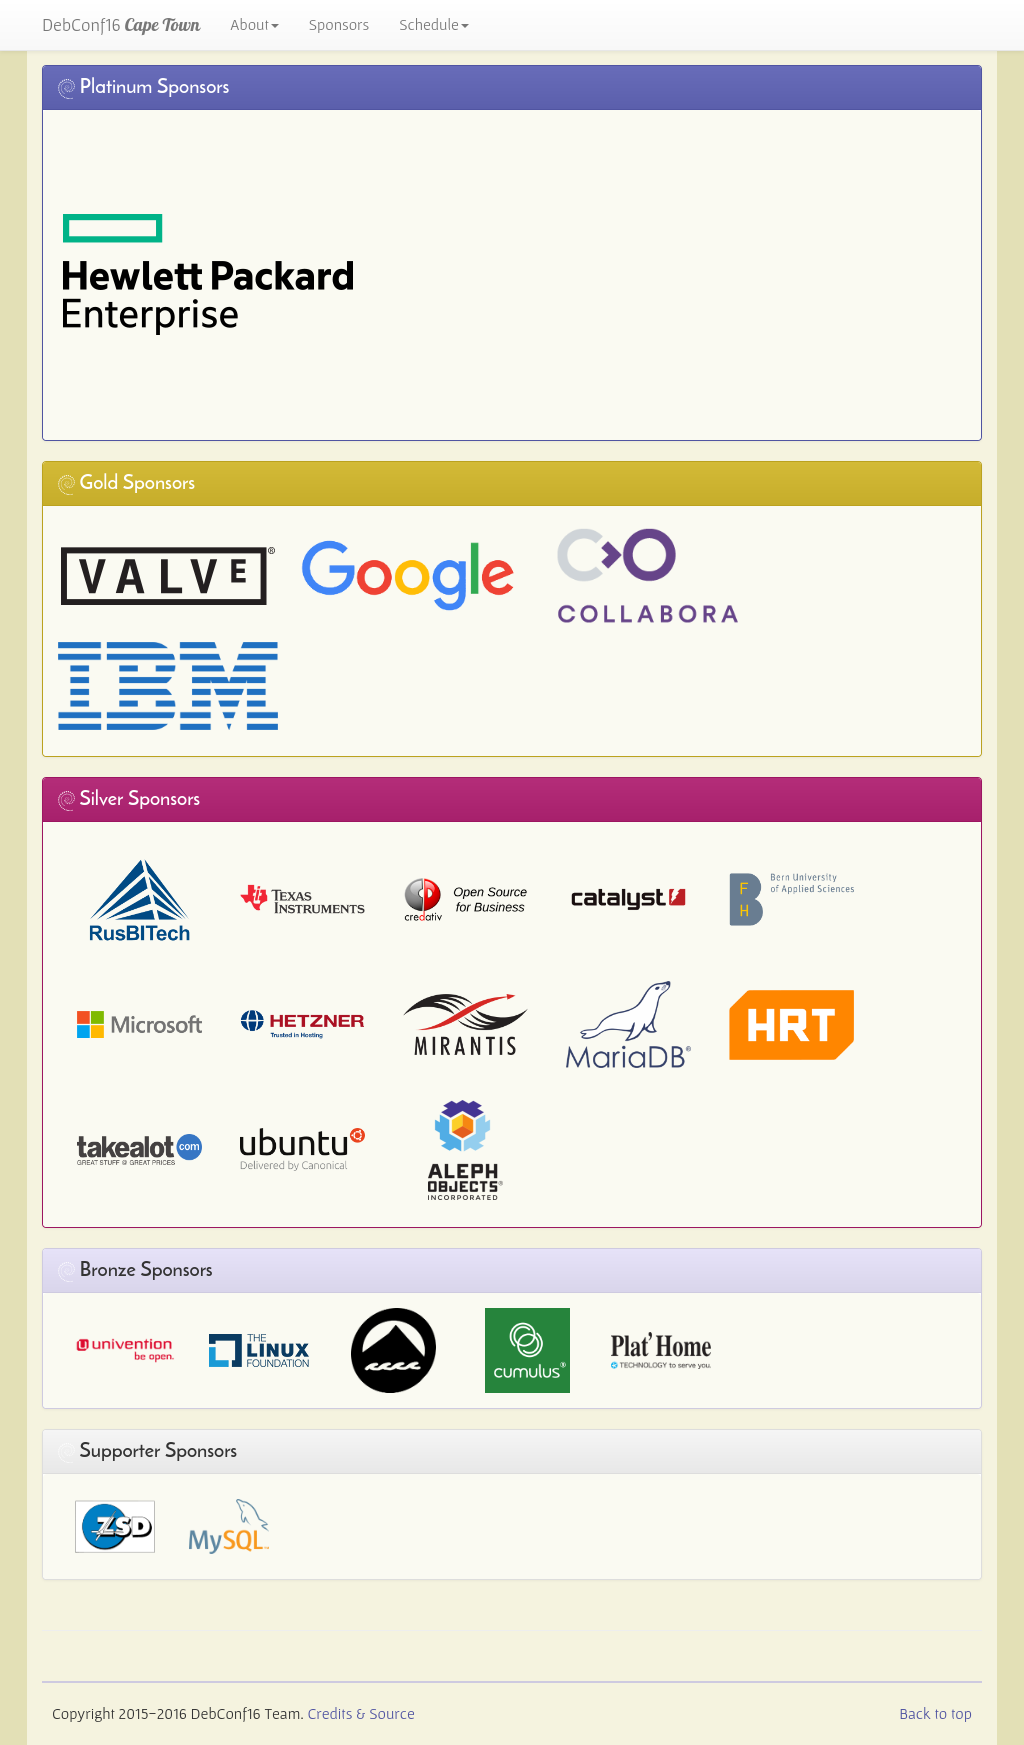 DebConf16 Cape Town About Sponsors Schedule
Platinum Sponsors
Hewlett Packard
Enterprise
Gold Sponsors
VALVE®
Google
COLLABORA
IBM
Silver Sponsors
RusBITech
TEXAS
INSTRUMENTS
credativ
Open Source
for Business
catalyst
BFH
Bern University
of Applied Sciences
Microsoft
HETZNER
Trusted in Hosting
MIRANTIS
MariaDB®
HRT
takealot com
GREAT STUFF @ GREAT PRICES
ubuntu
Delivered by Canonical
ALEPH
OBJECTS®
INCORPORATED
Bronze Sponsors
u univention
be open.
THE
LINUX
FOUNDATION
cumulus®
Plat'Home
TECHNOLOGY to serve you.
Supporter Sponsors
ZSD
MySQL™
Copyright 2015–2016 DebConf16 Team. Credits & Source
Back to top